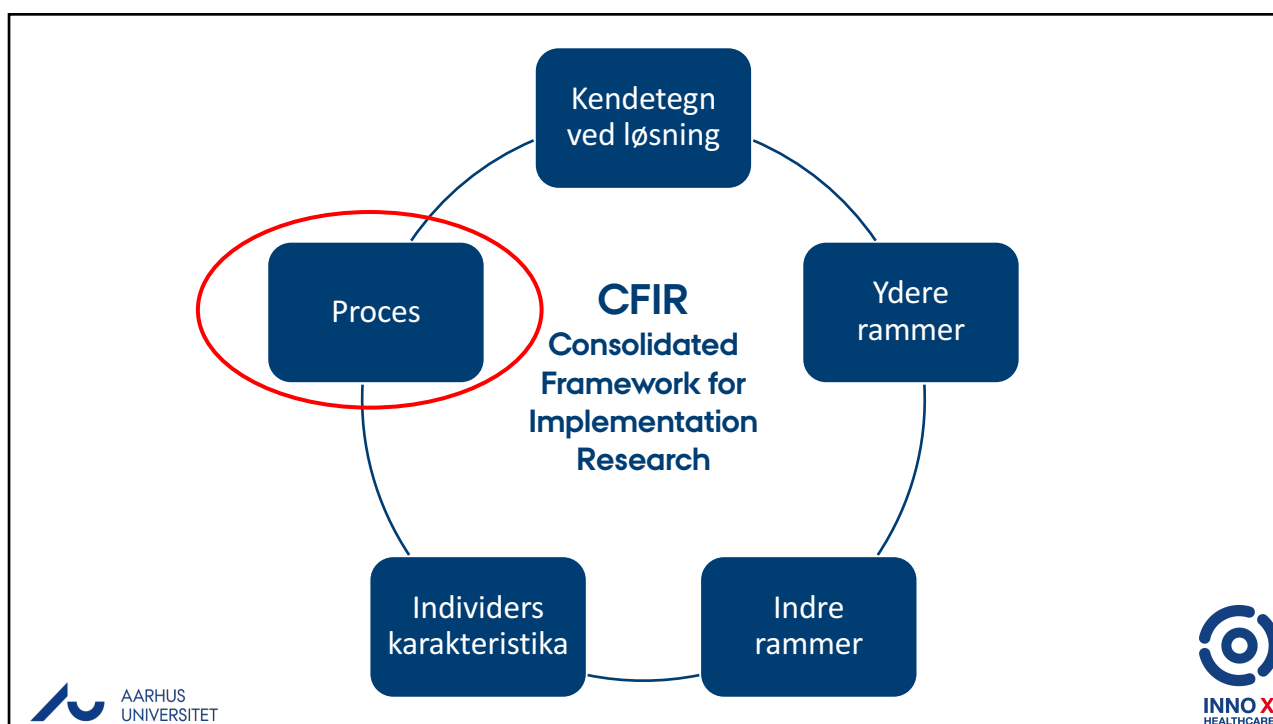 Kendetegn
ved løsning
Proces
CFIR
Consolidated
Framework for
Implementation
Research
Ydere
rammer
Individers
karakteristika
Indre
rammer
AARHUS
UNIVERSITET
INNO X
HEALTHCARE